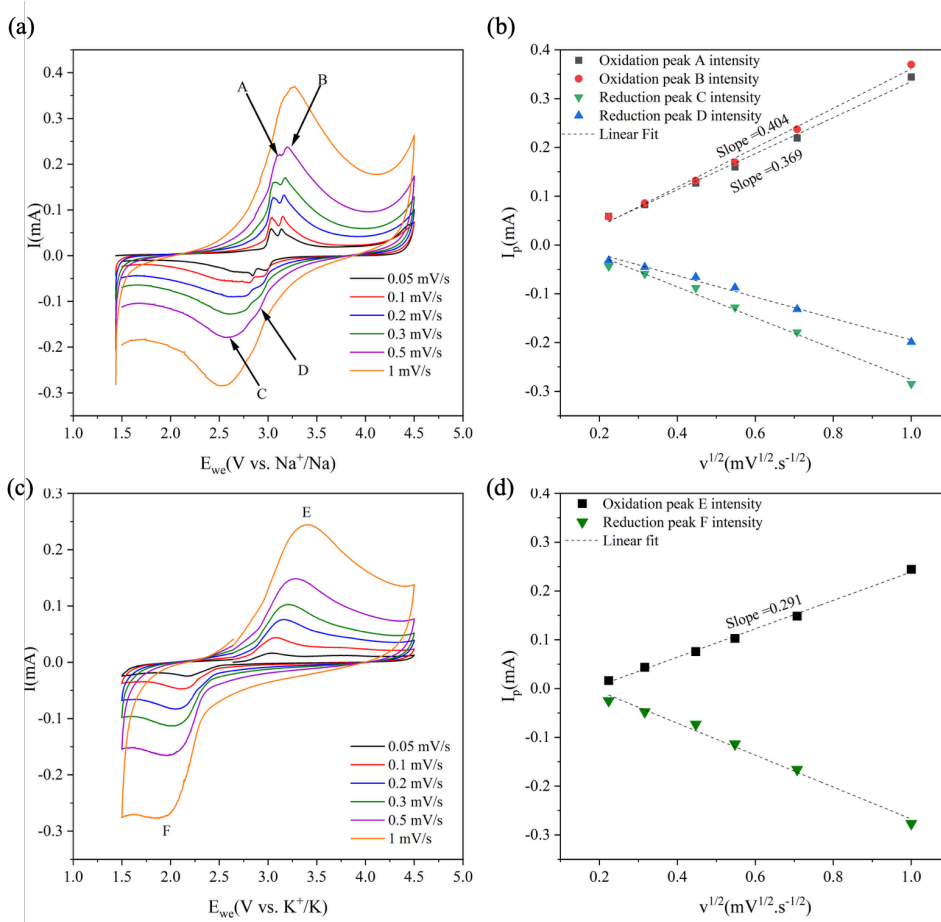 (a)
I(mA)
0.4
0.3
0.2
0.1
0.0
-0.1
-0.2
-0.3
A
B
C
D
0.05 mV/s
0.1 mV/s
0.2 mV/s
0.3 mV/s
0.5 mV/s
1 mV/s
1.0 1.5 2.0 2.5 3.0 3.5 4.0 4.5 5.0
E_we(V vs. Na⁺/Na)
(b)
I_p(mA)
0.4
0.3
0.2
0.1
0.0
-0.1
-0.2
-0.3
Oxidation peak A intensity
Oxidation peak B intensity
Reduction peak C intensity
Reduction peak D intensity
Linear Fit
Slope =0.404
Slope =0.369
0.2 0.4 0.6 0.8 1.0
v^1/2(mV^1/2.s^-1/2)
(c)
I(mA)
0.3
0.2
0.1
0.0
-0.1
-0.2
-0.3
E
F
0.05 mV/s
0.1 mV/s
0.2 mV/s
0.3 mV/s
0.5 mV/s
1 mV/s
1.0 1.5 2.0 2.5 3.0 3.5 4.0 4.5 5.0
E_we(V vs. K⁺/K)
(d)
I_p(mA)
0.4
0.3
0.2
0.1
0.0
-0.1
-0.2
-0.3
Oxidation peak E intensity
Reduction peak F intensity
Linear fit
Slope =0.291
0.2 0.4 0.6 0.8 1.0
v^1/2(mV^1/2.s^-1/2)